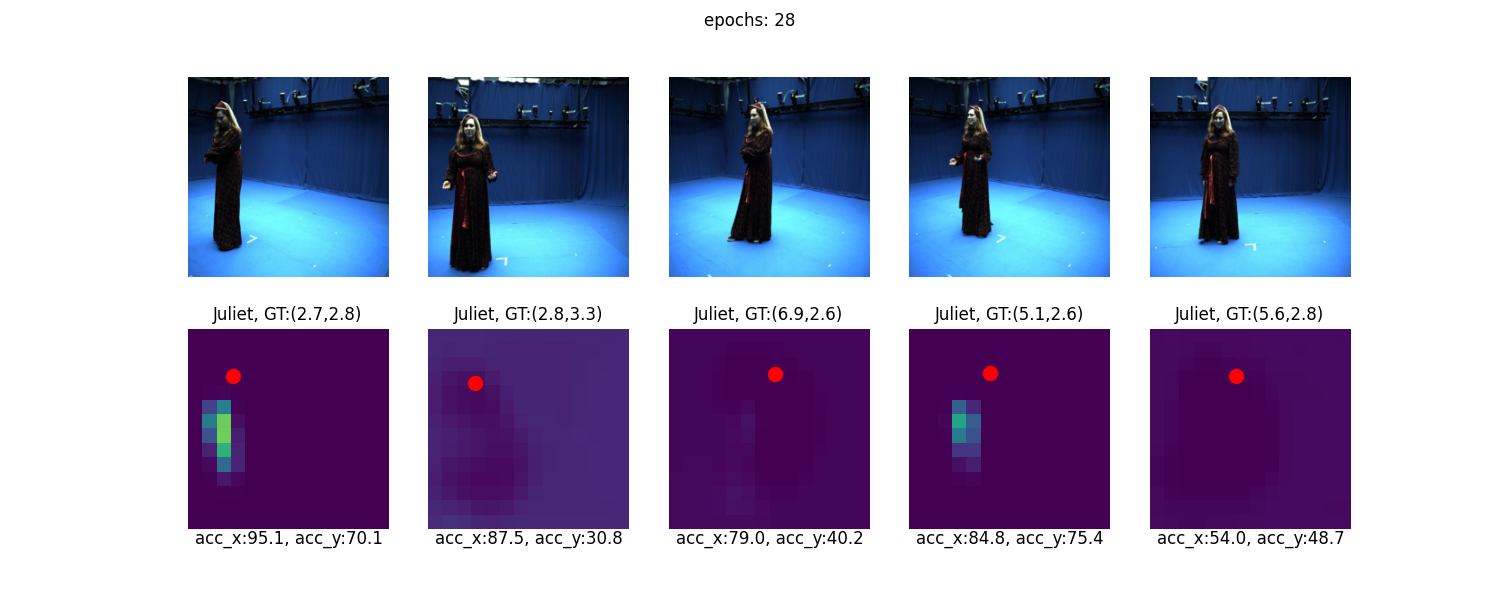 epochs: 28
Juliet, GT:(2.7,2.8)
Juliet, GT:(2.8,3.3)
Juliet, GT:(6.9,2.6)
Juliet, GT:(5.1,2.6)
Juliet, GT:(5.6,2.8)
acc_x:95.1, acc_y:70.1
acc_x:87.5, acc_y:30.8
acc_x:79.0, acc_y:40.2
acc_x:84.8, acc_y:75.4
acc_x:54.0, acc_y:48.7